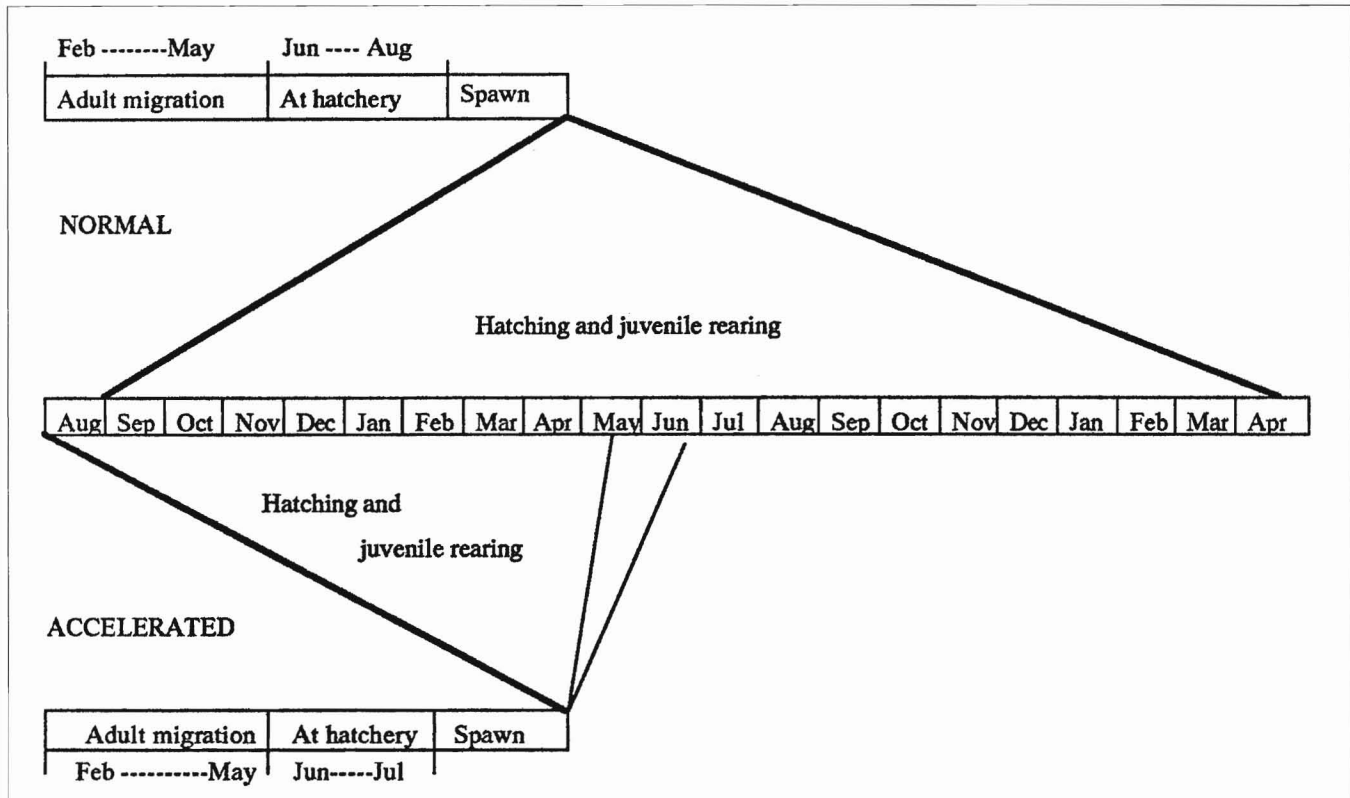 Feb --------May Jun ---- Aug
Adult migration At hatchery Spawn
NORMAL
Hatching and juvenile rearing
Aug Sep Oct Nov Dec Jan Feb Mar Apr May Jun Jul Aug Sep Oct Nov Dec Jan Feb Mar Apr
Hatching and
juvenile rearing
ACCELERATED
Adult migration At hatchery Spawn
Feb ----------May Jun-----Jul